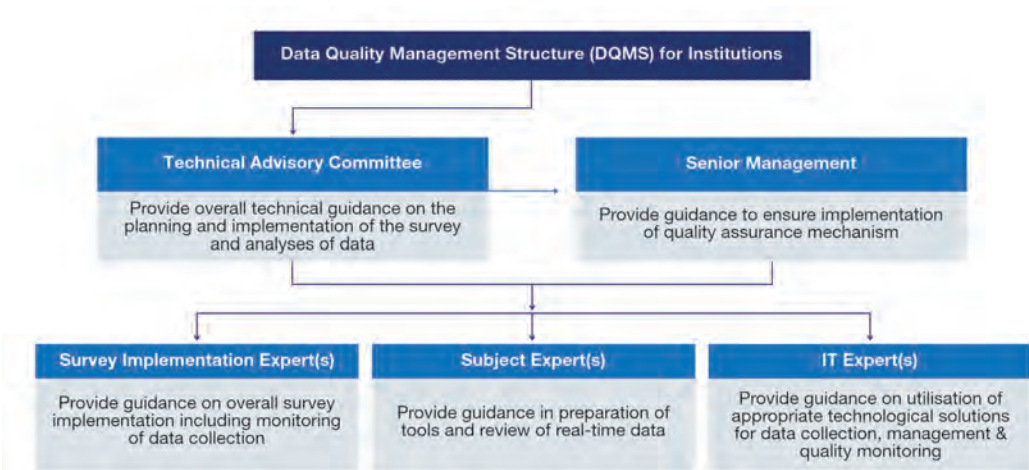 Data Quality Management Structure (DQMS) for Institutions
Technical Advisory Committee
Provide overall technical guidance on the
planning and implementation of the survey
and analyses of data
Senior Management
Provide guidance to ensure implementation
of quality assurance mechanism
Survey Implementation Expert(s)
Provide guidance on overall survey
implementation including monitoring
of data collection
Subject Expert(s)
Provide guidance in preparation of
tools and review of real-time data
IT Expert(s)
Provide guidance on utilisation of
appropriate technological solutions
for data collection, management &
quality monitoring